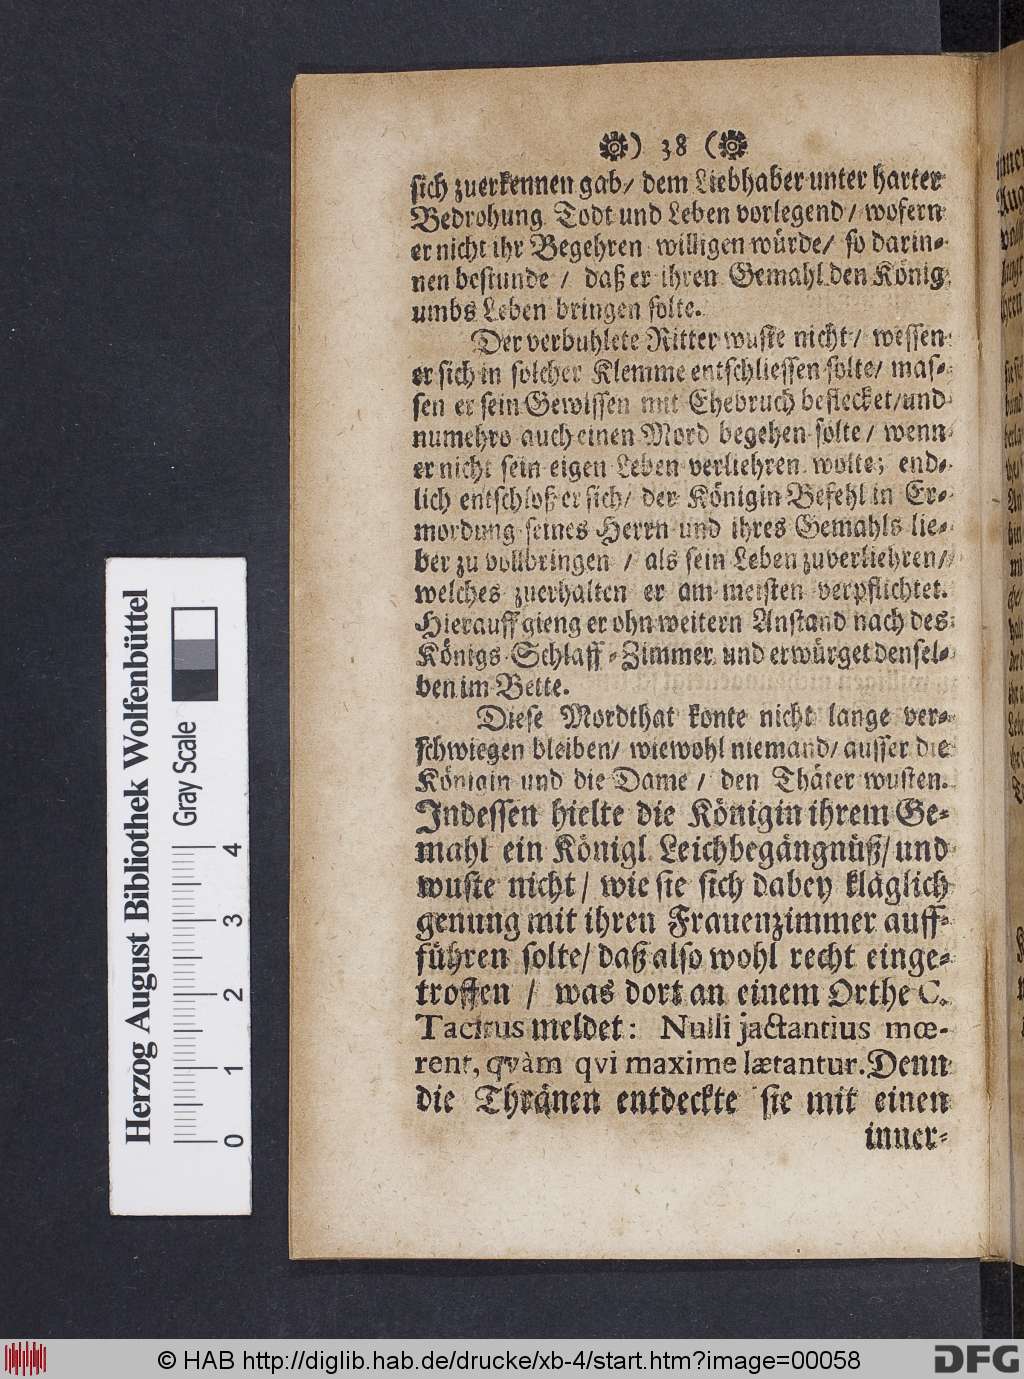 ) 38 (
sich zuerkennen gab/ dem Liebhaber unter harter
Bedrohung Todt und Leben vorlegend/ wofern
er nicht ihr Begehren willigen würde/ so darin-
nen bestunde / daß er ihren Gemahl den König
umbs Leben bringen solte.
Der verbuhlete Ritter wuste nicht/ wessen
er sich in solcher Klemme entschliessen solte/ mas-
sen er sein Gewissen mit Ehebruch beflecket/und
numehro auch einen Mord begehen solte/ wenn
er nicht sein eigen Leben verliehren wolte; end-
lich entschloß er sich/ der Königin Befehl in Er-
mordung seines Herrn und ihres Gemahls lie-
ber zu vollbringen / als sein Leben zuverliehren/
welches zuerhalten er am meisten verpflichtet.
Hierauff gieng er ohn weitern Anstand nach des
Königs Schlaff-Zimmer, und erwürget densel-
ben im Bette.
Diese Mordthat konte nicht lange ver-
schwiegen bleiben/ wiewohl niemand/ ausser die
Königin und die Dame / den Thäter wusten.
Indessen hielte die Königin ihrem Ge-
mahl ein Königl. Leichbegängnüß/ und
wuste nicht/ wie sie sich dabey kläglich
genung mit ihren Frauenzimmer auff-
führen solte/ daß also wohl recht einge-
troffen / was dort an einem Orthe C.
Tacitus meldet: Nulli jactantius mœ-
rent, qvàm qvi maxime lætantur. Denn
die Thränen entdeckte sie mit einen
inner-
Herzog August Bibliothek Wolfenbüttel
Gray Scale
0 1 2 3 4
© HAB http://diglib.hab.de/drucke/xb-4/start.htm?image=00058
DFG